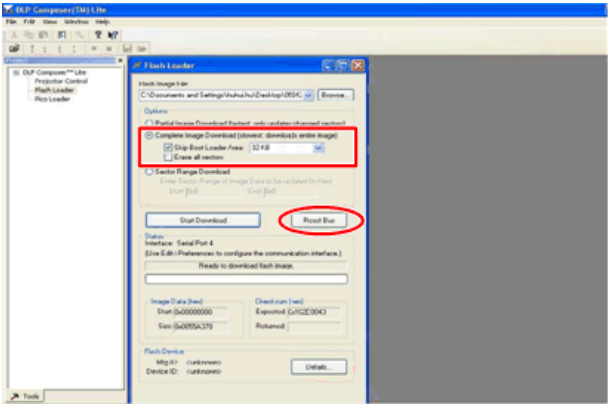 DLP Composer(TM) Lite
File Edit View Window Help
Project
DLP Composer™ Lite
Projector Control
Flash Loader
Pico Loader
Tools
Flash Loader
Flash Image File:
Browse...
Options
Partial Image Download (fastest: only updates changed sectors)
Complete Image Download (slowest: downloads entire image)
Skip Boot Loader Area: 32 KB
Erase all sectors
Sector Range Download
Enter Sector Range of Image Data to be updated (in Hex)
Start End
Start Download Reset Bus
Status
Interface: Serial Port 4
(Use Edit>Preferences to configure the communication interface.)
Ready to download flash image.
Image Data (hex) Checksum (hex)
Start: 0x00000000 Expected:
Size: 0x0055A378 Returned:
Flash Device
Mfg ID: (unknown)
Device ID: (unknown) Details...